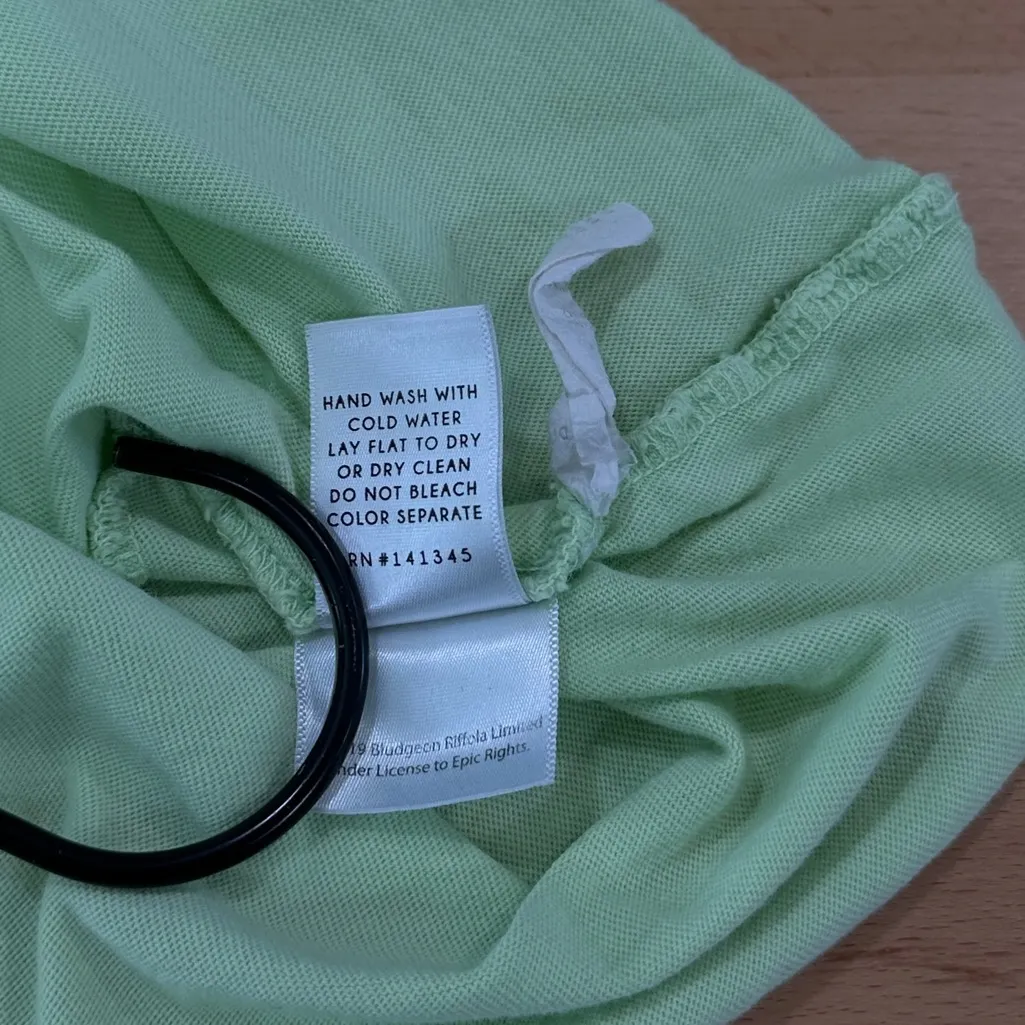 HAND WASH WITH
COLD WATER
LAY FLAT TO DRY
OR DRY CLEAN
DO NOT BLEACH
COLOR SEPARATE
RN #141345
19 Bludgeon Riffola Limited
nder License to Epic Rights.